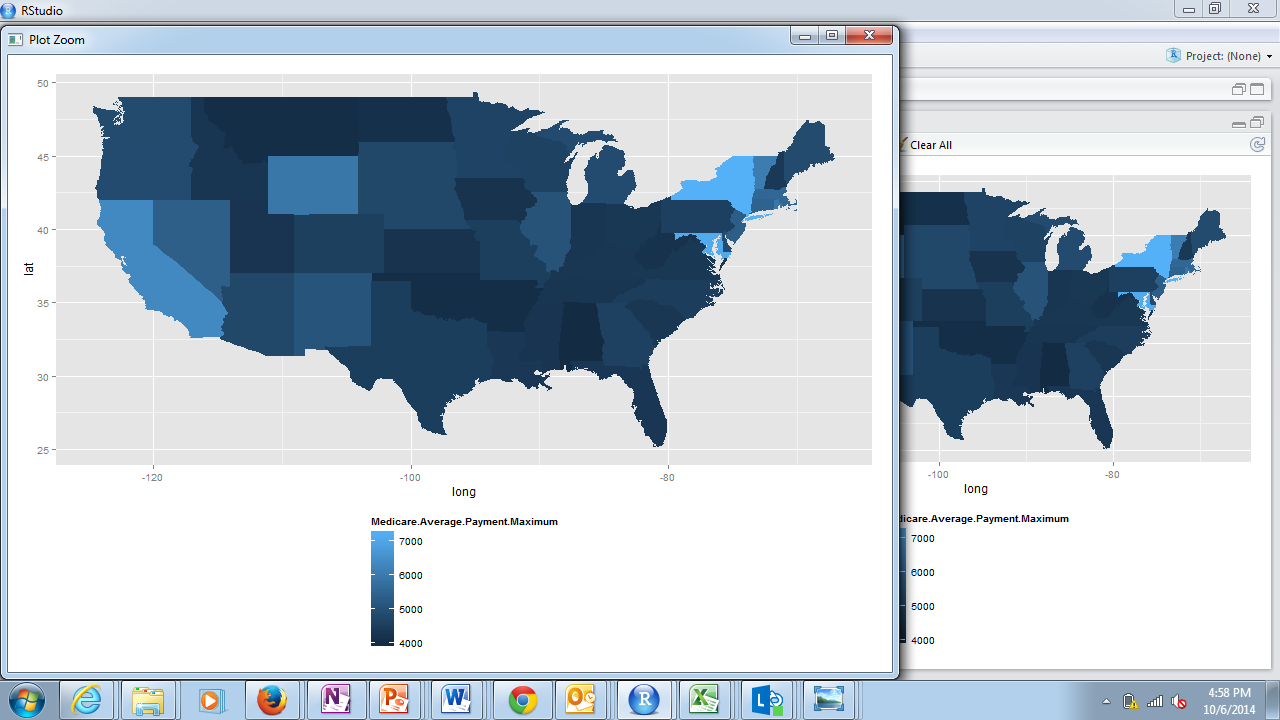 RStudio
Plot Zoom
Project: (None)
Clear All
50
45
40
35
30
25
lat
-120
-100
-80
long
Medicare.Average.Payment.Maximum
7000
6000
5000
4000
-100
-80
long
dicare.Average.Payment.Maximum
7000
6000
5000
4000
4:58 PM
10/6/2014